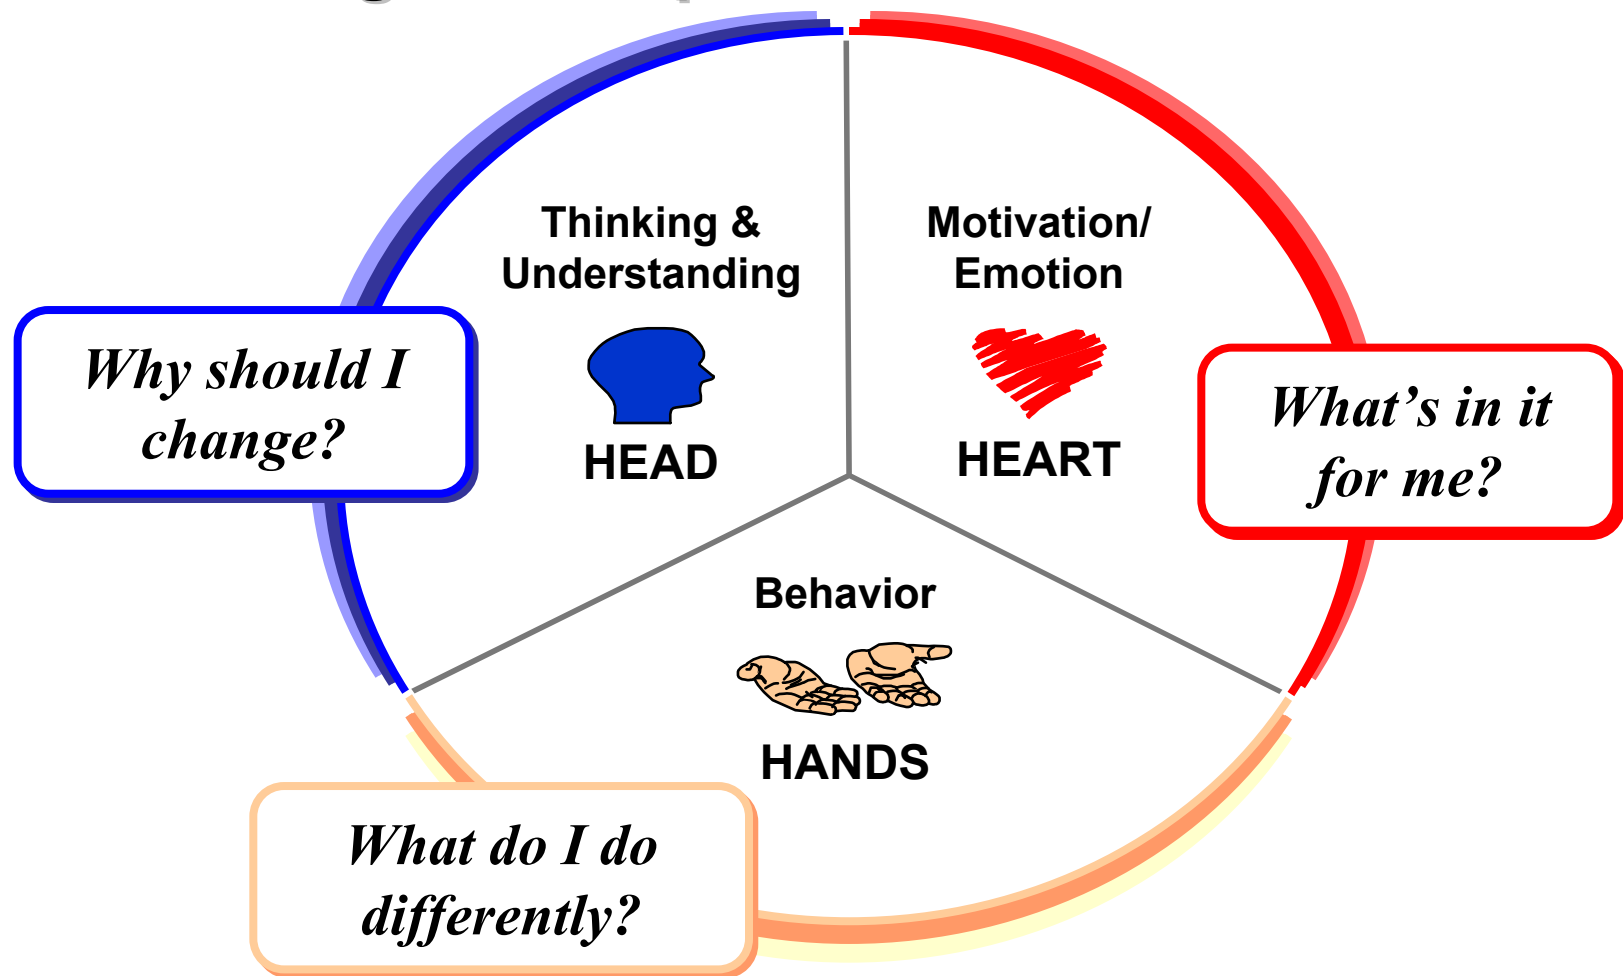 Thinking &
Understanding
HEAD
Motivation/
Emotion
HEART
Why should I
change?
What's in it
for me?
Behavior
HANDS
What do I do
differently?